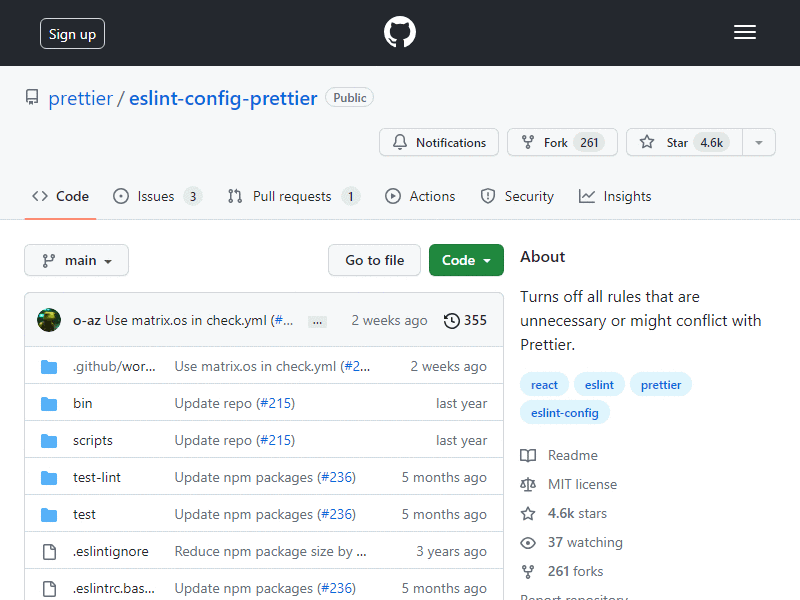 Sign up
prettier / eslint-config-prettier Public
Notifications Fork 261 Star 4.6k
Code Issues 3 Pull requests 1 Actions Security Insights
main Go to file Code
o-az Use matrix.os in check.yml (#... ... 2 weeks ago 355
.github/wor... Use matrix.os in check.yml (#2... 2 weeks ago
bin Update repo (#215) last year
scripts Update repo (#215) last year
test-lint Update npm packages (#236) 5 months ago
test Update npm packages (#236) 5 months ago
.eslintignore Reduce npm package size by ... 3 years ago
.eslintrc.bas... Update npm packages (#236) 5 months ago
About
Turns off all rules that are
unnecessary or might conflict with
Prettier.
react eslint prettier
eslint-config
Readme
MIT license
4.6k stars
37 watching
261 forks
Report repository